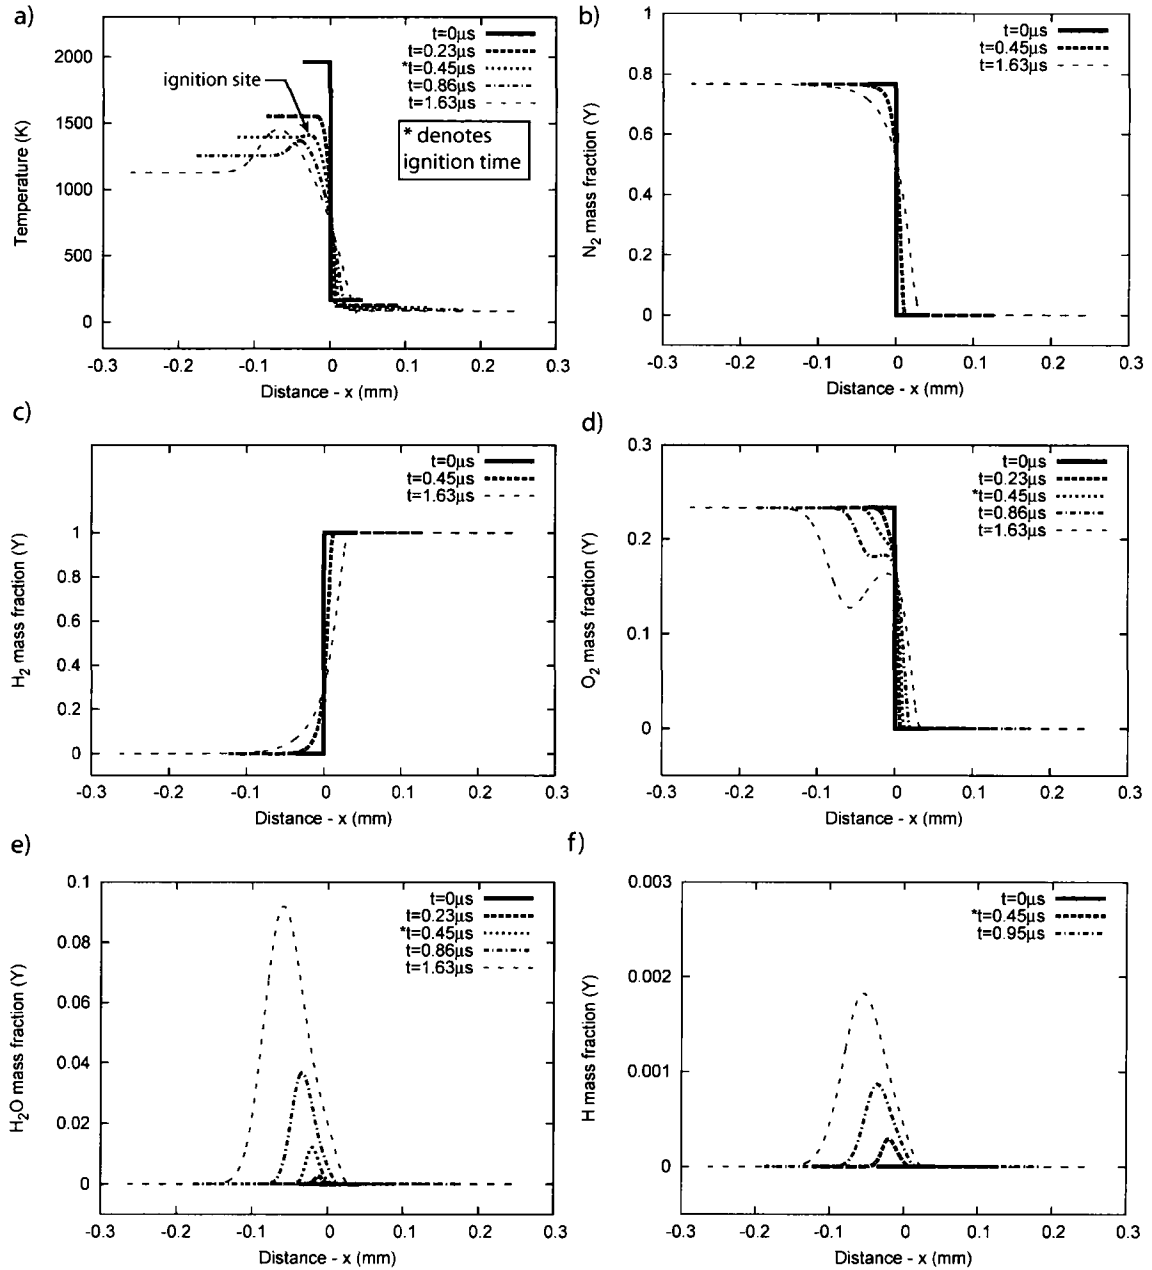 a)
t=0µs
t=0.23µs
*t=0.45µs
t=0.86µs
t=1.63µs
ignition site
* denotes
ignition time
2000
1500
1000
500
0
Temperature (K)
-0.3 -0.2 -0.1 0 0.1 0.2 0.3
Distance - x (mm)
b)
t=0µs
t=0.45µs
t=1.63µs
1
0.8
0.6
0.4
0.2
0
N2 mass fraction (Y)
-0.3 -0.2 -0.1 0 0.1 0.2 0.3
Distance - x (mm)
c)
t=0µs
t=0.45µs
t=1.63µs
1
0.8
0.6
0.4
0.2
0
H2 mass fraction (Y)
-0.3 -0.2 -0.1 0 0.1 0.2 0.3
Distance - x (mm)
d)
t=0µs
t=0.23µs
*t=0.45µs
t=0.86µs
t=1.63µs
0.3
0.2
0.1
0
O2 mass fraction (Y)
-0.3 -0.2 -0.1 0 0.1 0.2 0.3
Distance - x (mm)
e)
t=0µs
t=0.23µs
*t=0.45µs
t=0.86µs
t=1.63µs
0.1
0.08
0.06
0.04
0.02
0
H2O mass fraction (Y)
-0.3 -0.2 -0.1 0 0.1 0.2 0.3
Distance - x (mm)
f)
t=0µs
*t=0.45µs
t=0.95µs
0.003
0.002
0.001
0
H mass fraction (Y)
-0.3 -0.2 -0.1 0 0.1 0.2 0.3
Distance - x (mm)